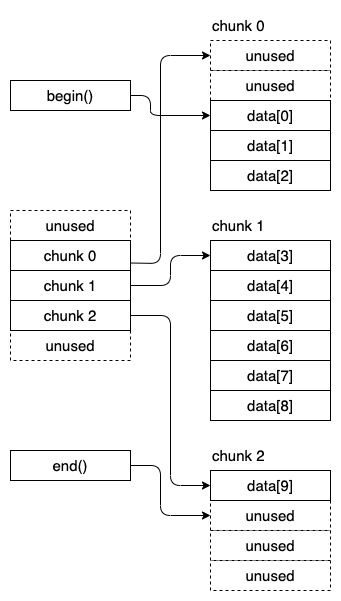 chunk 0
unused
unused
begin()
data[0]
data[1]
data[2]
unused
chunk 0
chunk 1
chunk 2
unused
chunk 1
data[3]
data[4]
data[5]
data[6]
data[7]
data[8]
end()
chunk 2
data[9]
unused
unused
unused